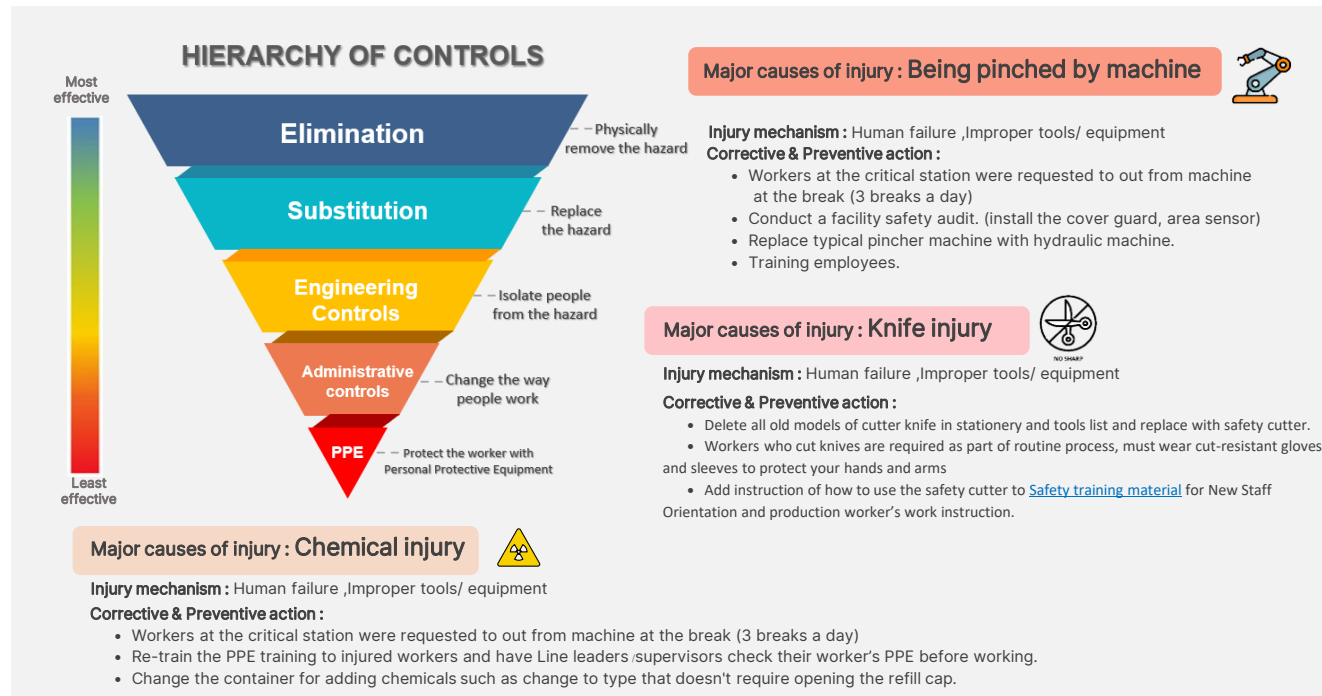 HIERARCHY OF CONTROLS
Most
effective
Elimination
Physically
remove the hazard
Substitution
Replace
the hazard
Engineering
Controls
Isolate people
from the hazard
Administrative
controls
Change the way
people work
PPE
Protect the worker with
Personal Protective Equipment
Least
effective
Major causes of injury : Being pinched by machine
Injury mechanism : Human failure ,Improper tools/ equipment
Corrective & Preventive action :
• Workers at the critical station were requested to out from machine
at the break (3 breaks a day)
• Conduct a facility safety audit. (install the cover guard, area sensor)
• Replace typical pincher machine with hydraulic machine.
• Training employees.
Major causes of injury : Knife injury
NO SHARP
Injury mechanism : Human failure ,Improper tools/ equipment
Corrective & Preventive action :
• Delete all old models of cutter knife in stationery and tools list and replace with safety cutter.
• Workers who cut knives are required as part of routine process, must wear cut-resistant gloves
and sleeves to protect your hands and arms
• Add instruction of how to use the safety cutter to Safety training material for New Staff
Orientation and production worker's work instruction.
Major causes of injury : Chemical injury
Injury mechanism : Human failure ,Improper tools/ equipment
Corrective & Preventive action :
• Workers at the critical station were requested to out from machine at the break (3 breaks a day)
• Re-train the PPE training to injured workers and have Line leaders /supervisors check their worker's PPE before working.
• Change the container for adding chemicals such as change to type that doesn't require opening the refill cap.